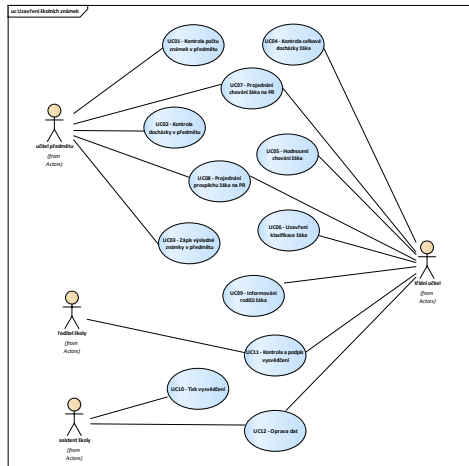 uc Uzavření školních známek
UC01 - Kontrola počtu
známek v předmětu
UC04 - Kontrola celkové
docházky žáka
UC07 - Projednání
chování žáka na PR
učitel předmětu
(from
Actors)
UC02 - Kontrola
docházky v předmětu
UC05 - Hodnocení
chování žáka
UC08 - Projednání
prospěchu žáka na PR
UC03 - Zápis výsledné
známky v předmětu
UC06 - Uzavření
klasifikace žáka
třídní učitel
(from
Actors)
UC09 - Informování
rodičů žáka
ředitel školy
(from
Actors)
UC11 - Kontrola a podpis
vysvědčení
UC10 - Tisk vysvědčení
asistent školy
(from
Actors)
UC12 - Oprava dat